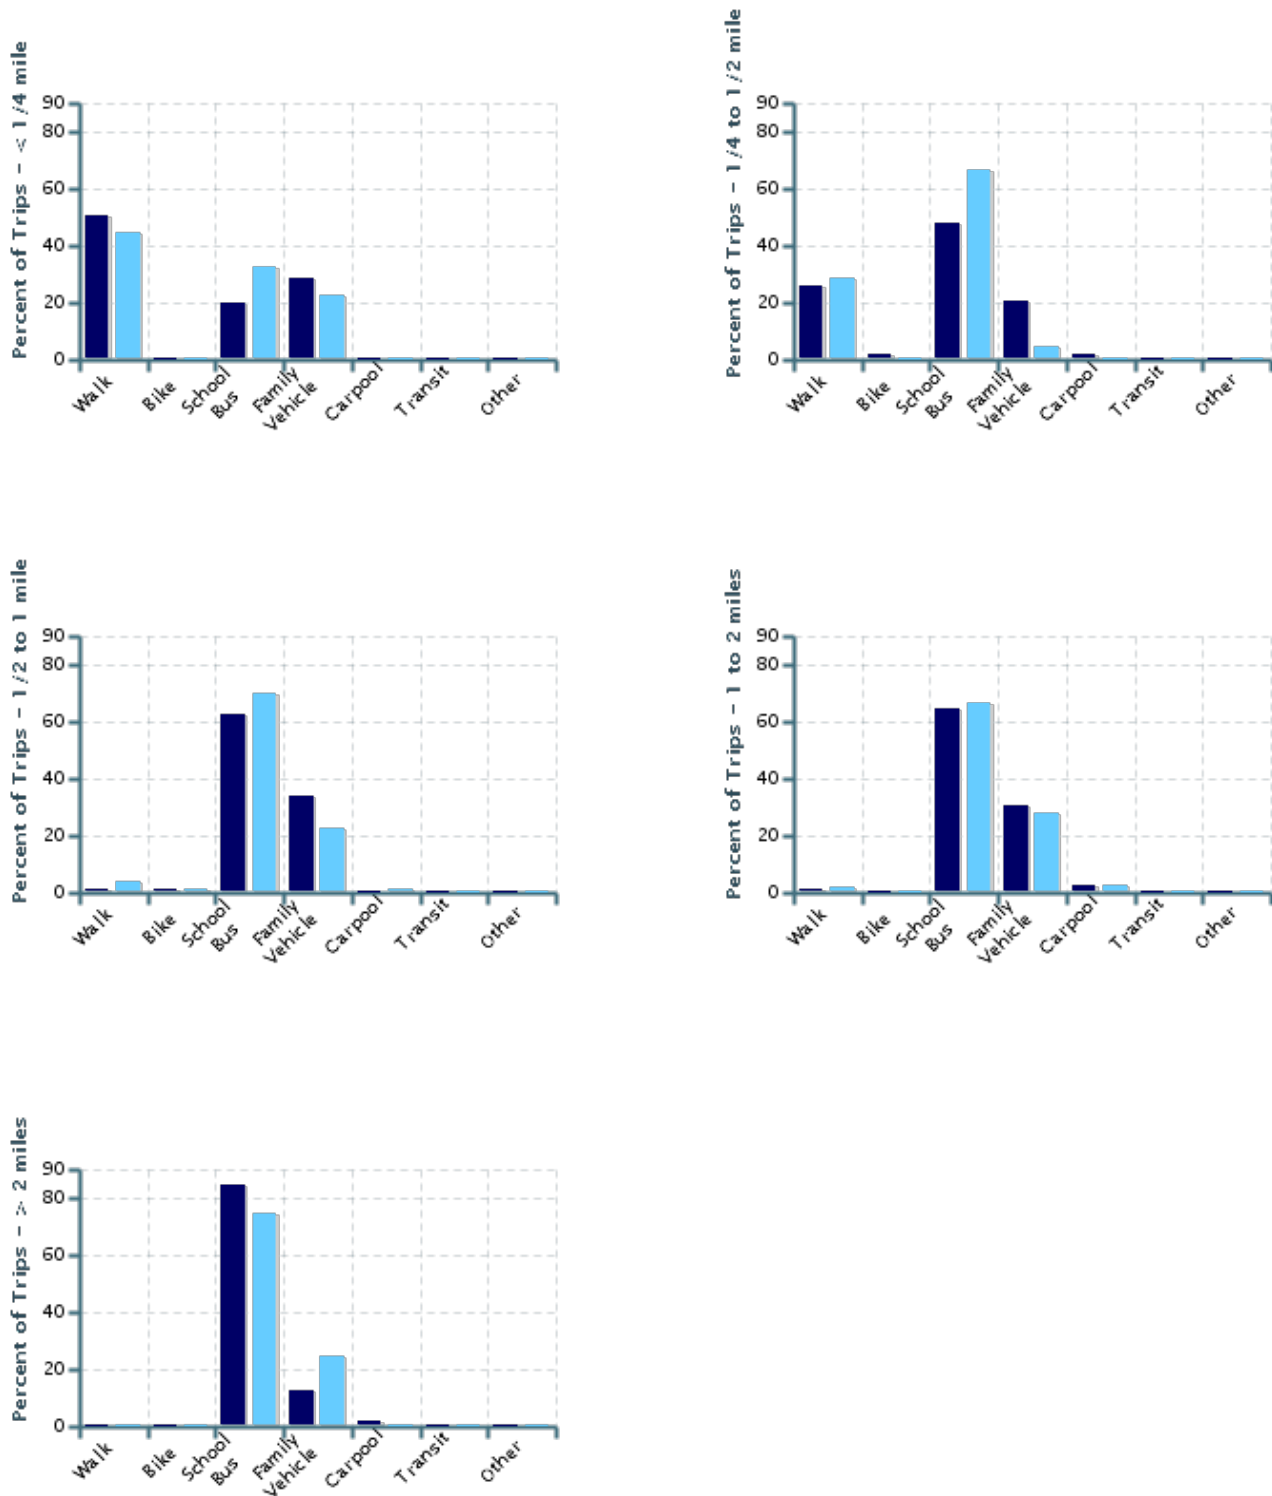 Percent of Trips - < 1/4 mile
90
80
60
40
20
0
Walk
Bike
School
Bus
Family
Vehicle
Carpool
Transit
Other
Percent of Trips - 1/4 to 1/2 mile
90
80
60
40
20
0
Walk
Bike
School
Bus
Family
Vehicle
Carpool
Transit
Other
Percent of Trips - 1/2 to 1 mile
90
80
60
40
20
0
Walk
Bike
School
Bus
Family
Vehicle
Carpool
Transit
Other
Percent of Trips - 1 to 2 miles
90
80
60
40
20
0
Walk
Bike
School
Bus
Family
Vehicle
Carpool
Transit
Other
Percent of Trips - > 2 miles
90
80
60
40
20
0
Walk
Bike
School
Bus
Family
Vehicle
Carpool
Transit
Other